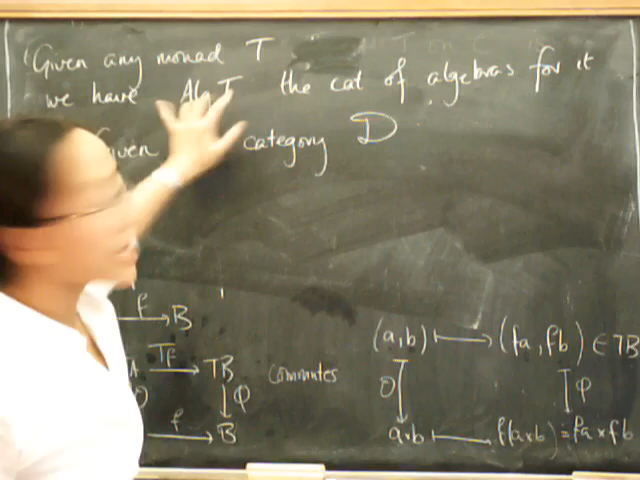 (Given any monad T
we have Alg T the cat of algebras for it
Given category D
f → B
(a,b) ⟼ (fa, fb) ∈ TB
A Tf → TB commutes
θ ↓ φ θ ↓ ↓ φ
f → B
a×b ⟼ f(a×b) = fa × fb